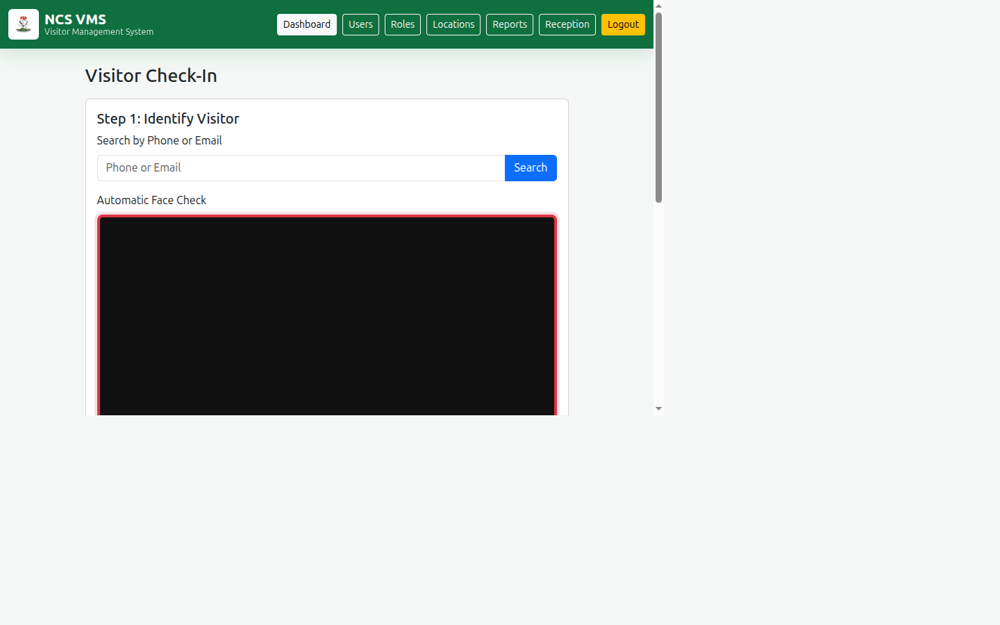 NCS VMS
Visitor Management System
Dashboard
Users
Roles
Locations
Reports
Reception
Logout
Visitor Check-In
Step 1: Identify Visitor
Search by Phone or Email
Phone or Email
Search
Automatic Face Check